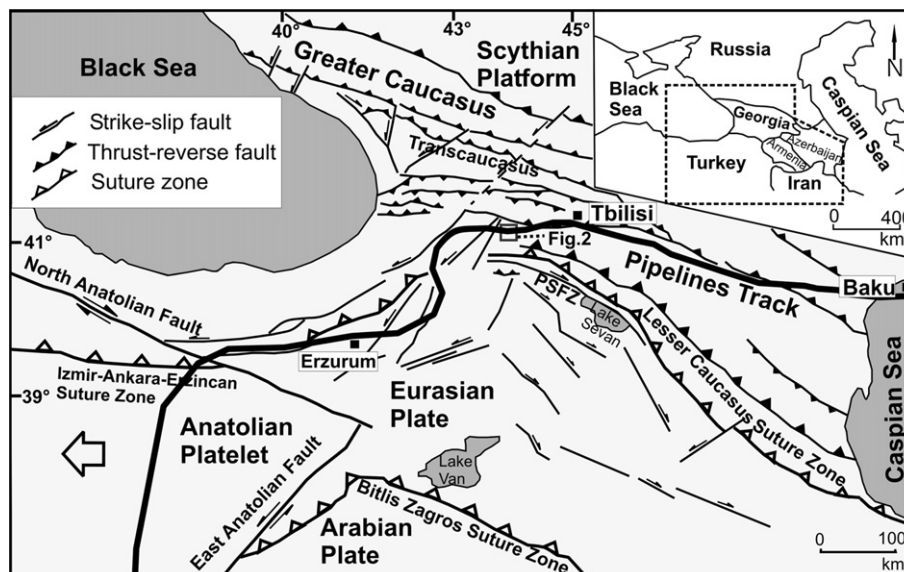 40°
43°
45°
Black Sea
Greater Caucasus
Scythian
Platform
Strike-slip fault
Thrust-reverse fault
Suture zone
Transcaucasus
Russia
N
Black
Sea
Caspian Sea
Georgia
Azerbaijan
Armenia
Turkey
Iran
0 400
km
Tbilisi
Fig.2
41°
North Anatolian Fault
Pipelines Track
Baku
PSFZ
Lake
Sevan
Lesser Caucasus Suture Zone
Erzurum
Izmir-Ankara-Erzincan
Suture Zone
39°
Eurasian
Plate
Caspian Sea
Anatolian
Platelet
East Anatolian Fault
Lake
Van
Bitlis Zagros Suture Zone
Arabian
Plate
0 100
km